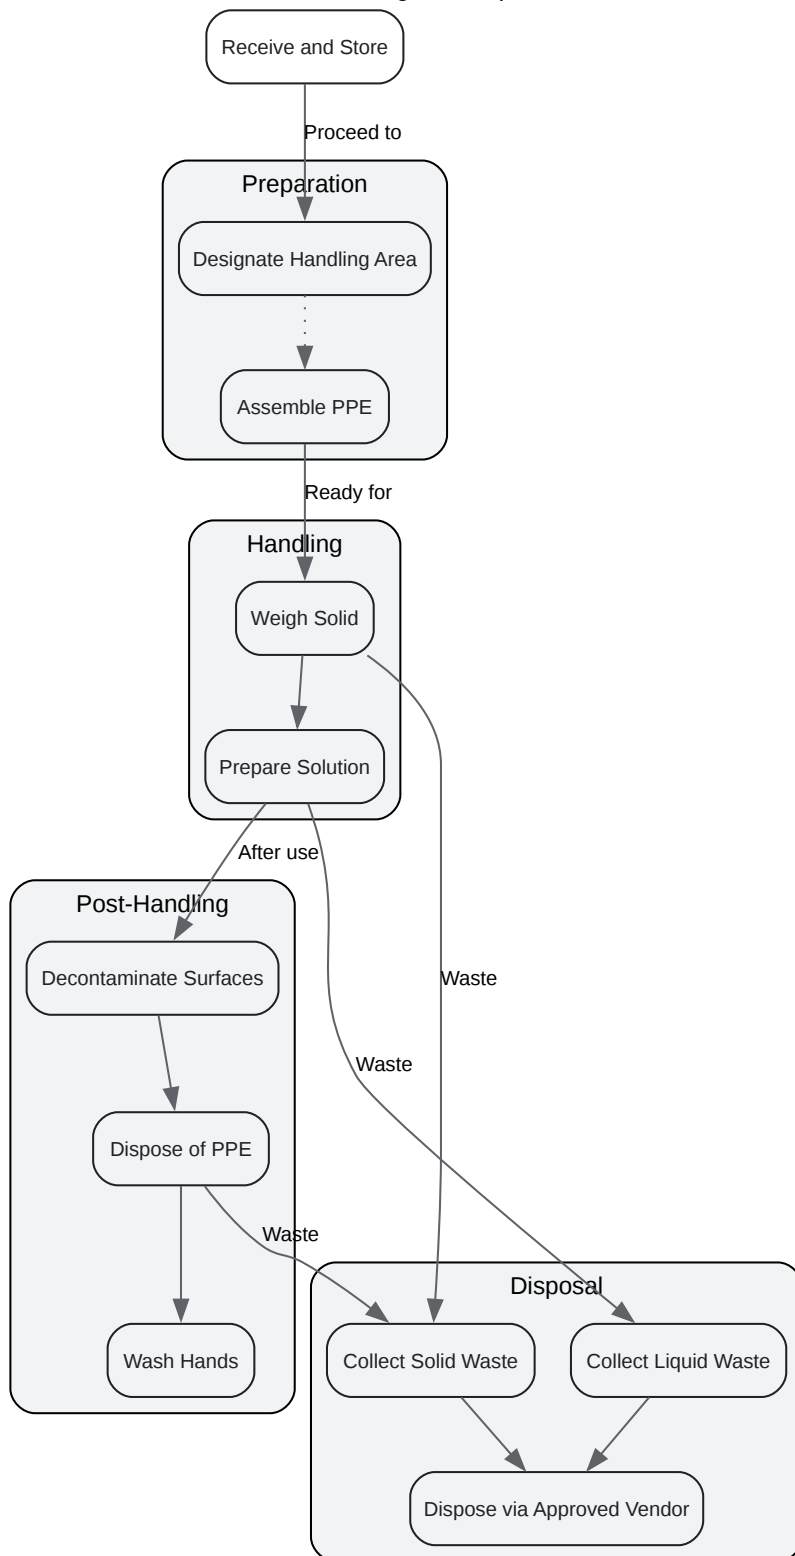 Receive and Store
Proceed to
Preparation
Designate Handling Area
Assemble PPE
Ready for
Handling
Weigh Solid
Prepare Solution
After use
Post-Handling
Decontaminate Surfaces
Waste
Waste
Dispose of PPE
Waste
Disposal
Wash Hands
Collect Solid Waste
Collect Liquid Waste
Dispose via Approved Vendor